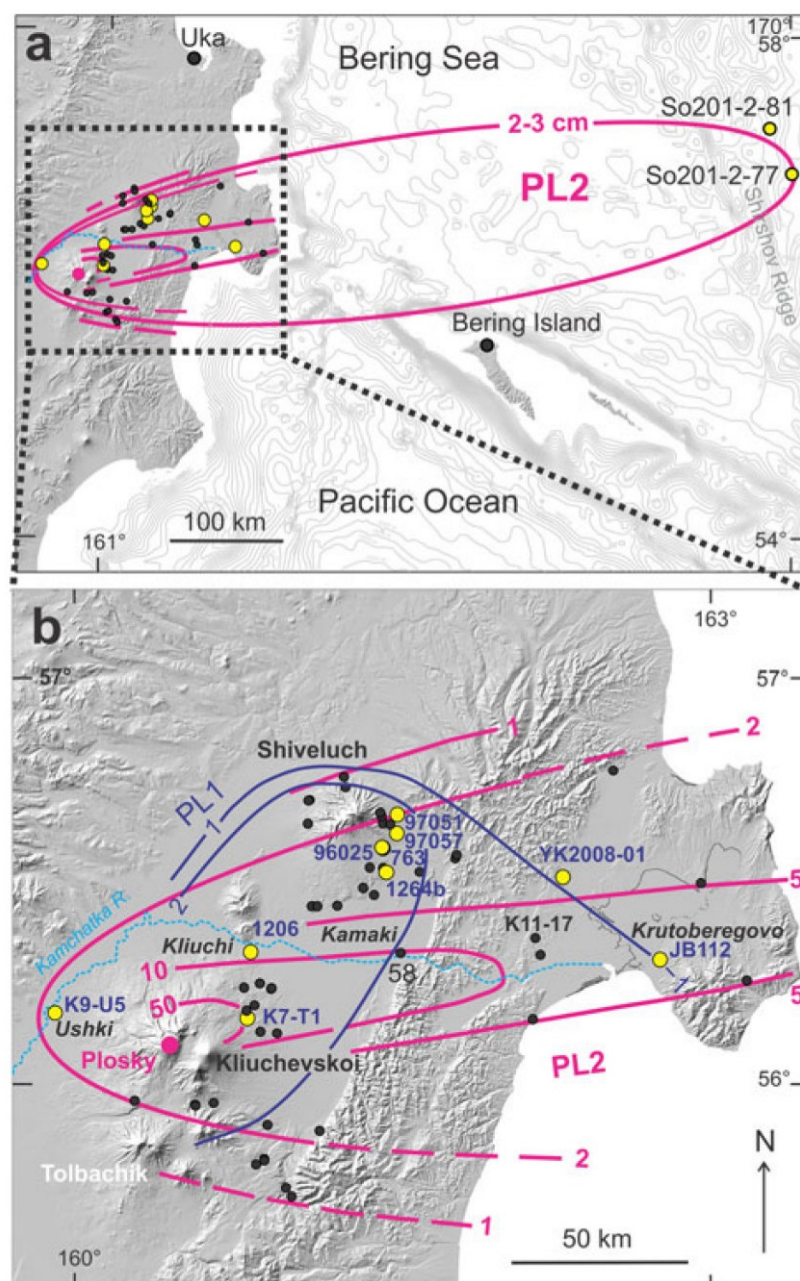 a
Uka
Bering Sea
170°
58°
So201-2-81
2-3 cm
PL2
So201-2-77
Shirshov Ridge
Bering Island
Pacific Ocean
100 km
161°
54°
b
163°
57°
57°
Shiveluch
1
2
PL1
1
2
97051
97057
96025
763
1264b
YK2008-01
5
Kamchatka R.
1206
Kliuchi
Kamaki
K11-17
Krutoberegovo
JB112
1
10
58
50
K9-U5
Ushki
K7-T1
5
Plosky
Kliuchevskoi
PL2
56°
2
N
Tolbachik
1
50 km
160°